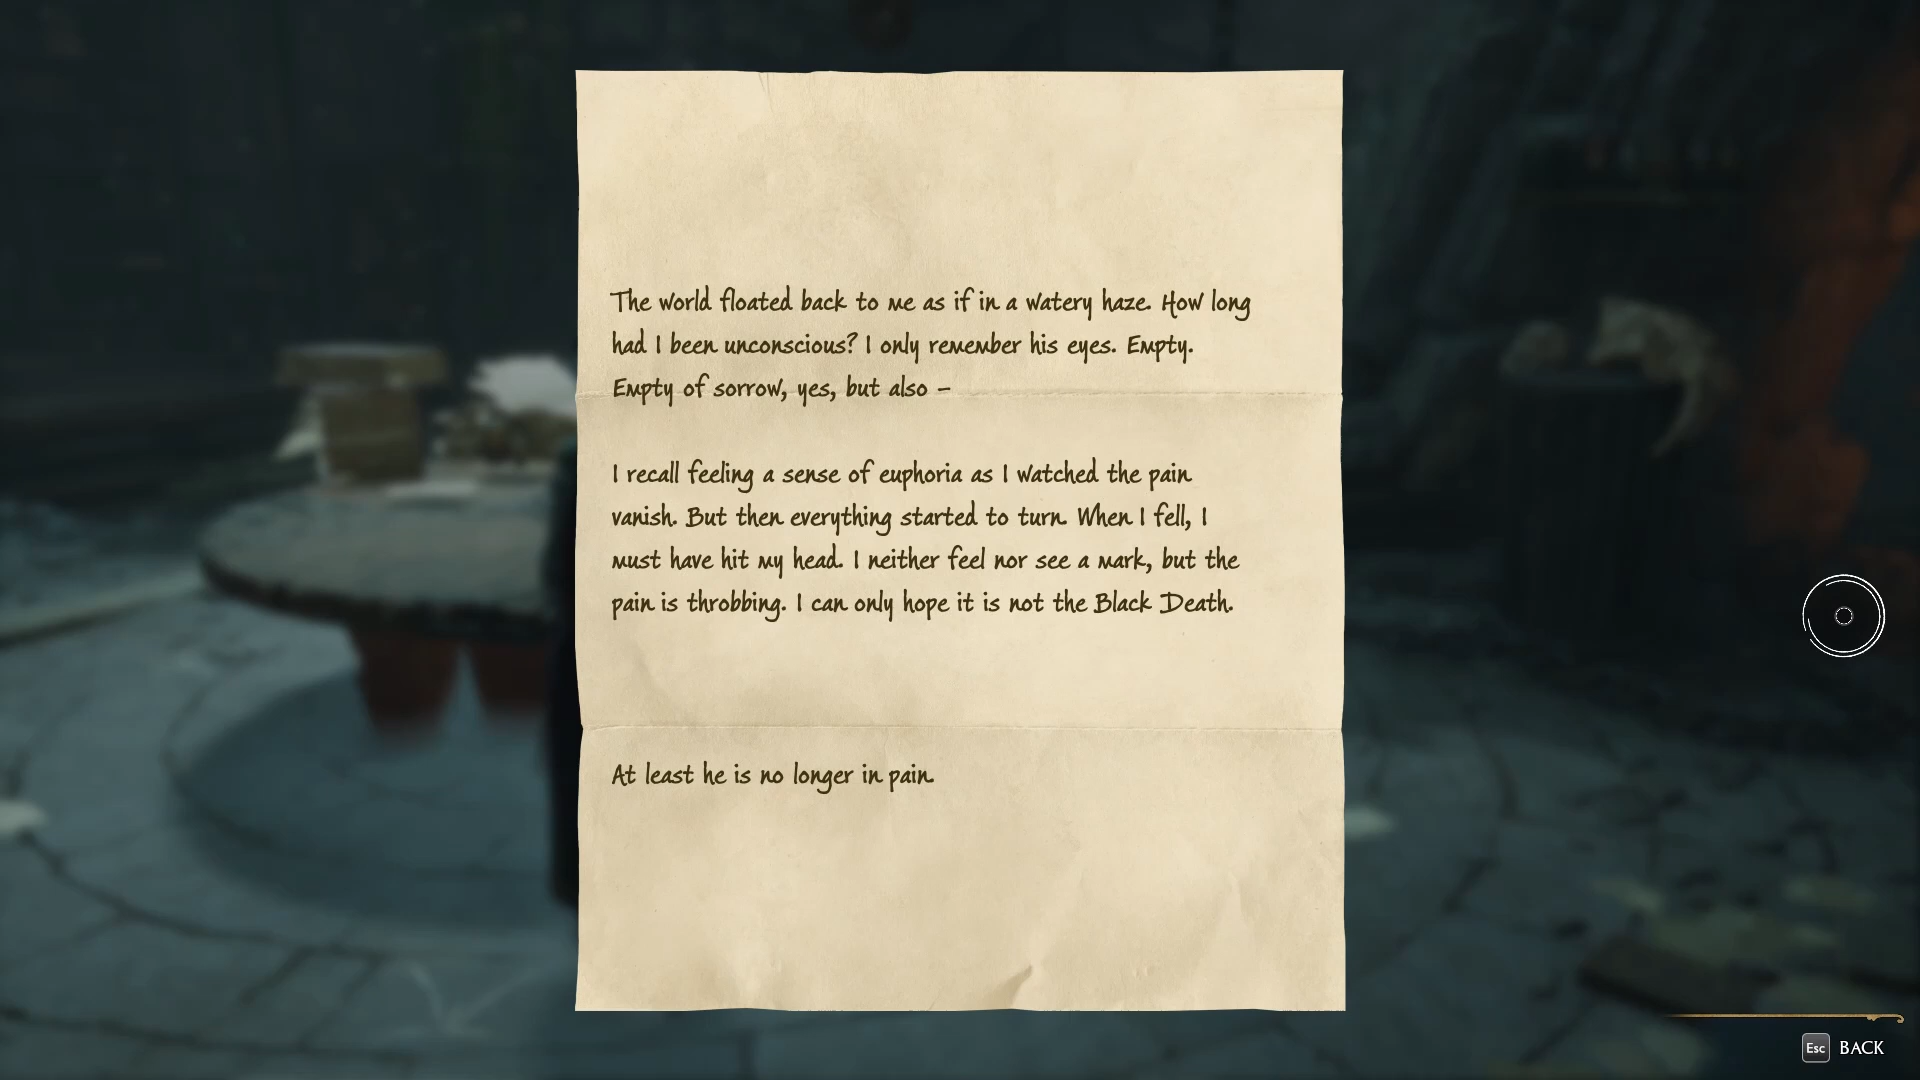 The world floated back to me as if in a watery haze. How long
had I been unconscious? I only remember his eyes. Empty.
Empty of sorrow, yes, but also –
I recall feeling a sense of euphoria as I watched the pain
vanish. But then everything started to turn. When I fell, I
must have hit my head. I neither feel nor see a mark, but the
pain is throbbing. I can only hope it is not the Black Death.
At least he is no longer in pain.
Esc BACK